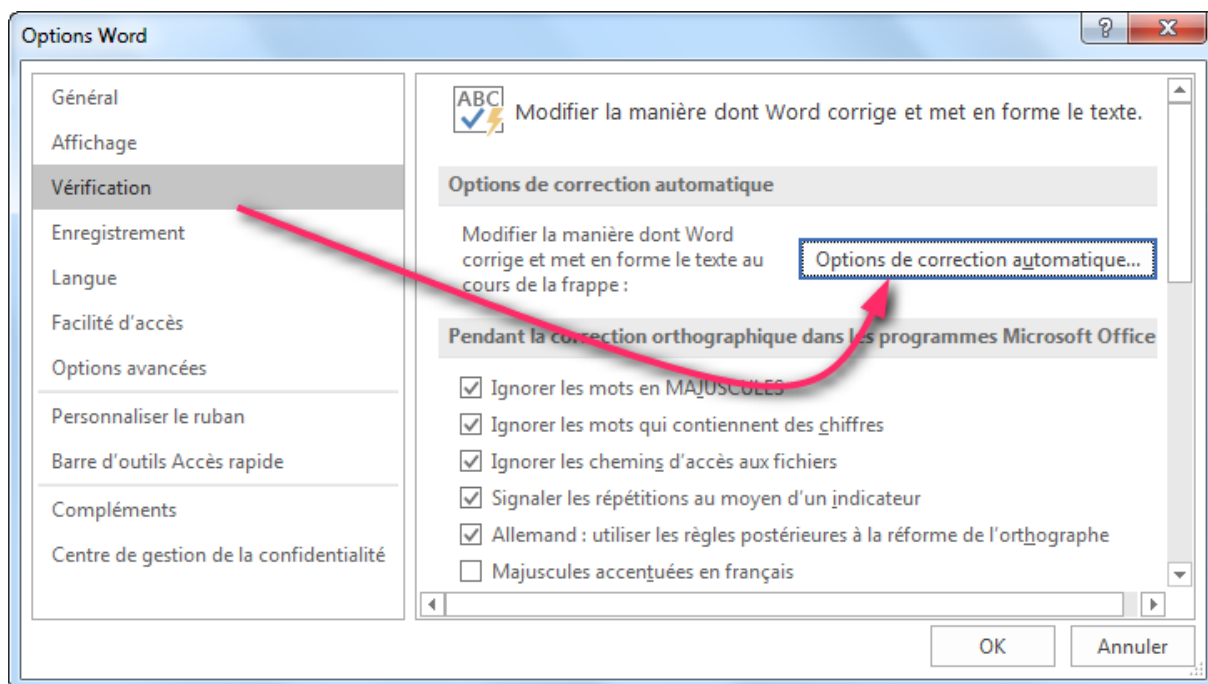 Options Word
Général
Affichage
Vérification
Enregistrement
Langue
Facilité d'accès
Options avancées
Personnaliser le ruban
Barre d'outils Accès rapide
Compléments
Centre de gestion de la confidentialité
ABC
Modifier la manière dont Word corrige et met en forme le texte.
Options de correction automatique
Modifier la manière dont Word
corrige et met en forme le texte au
cours de la frappe :
Options de correction automatique...
Pendant la correction orthographique dans les programmes Microsoft Office
Ignorer les mots en MAJUSCULES
Ignorer les mots qui contiennent des chiffres
Ignorer les chemins d'accès aux fichiers
Signaler les répétitions au moyen d'un indicateur
Allemand : utiliser les règles postérieures à la réforme de l'orthographe
Majuscules accentuées en français
OK
Annuler